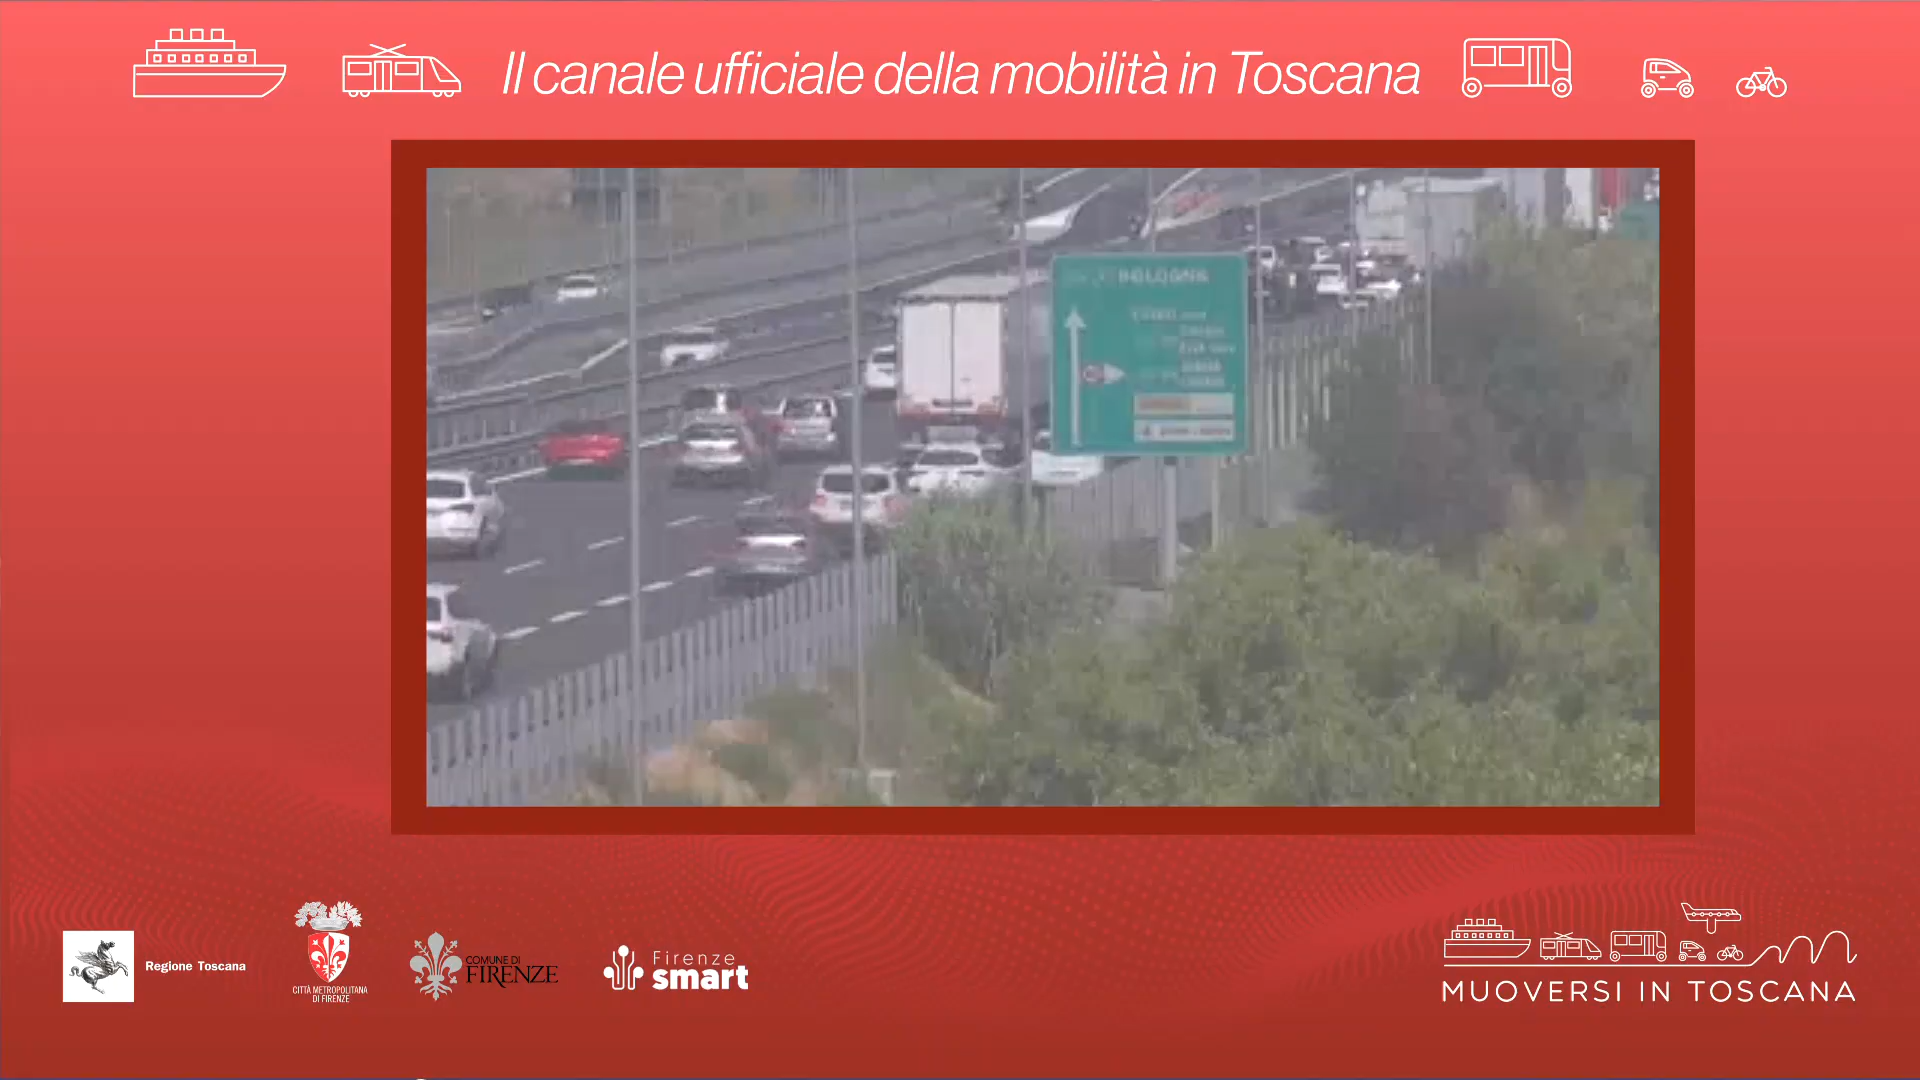 Il canale ufficiale della mobilità in Toscana
BOLOGNA
Regione Toscana
CITTÀ METROPOLITANA
DI FIRENZE
COMUNE DI
FIRENZE
Firenze
smart
MUOVERSI IN TOSCANA